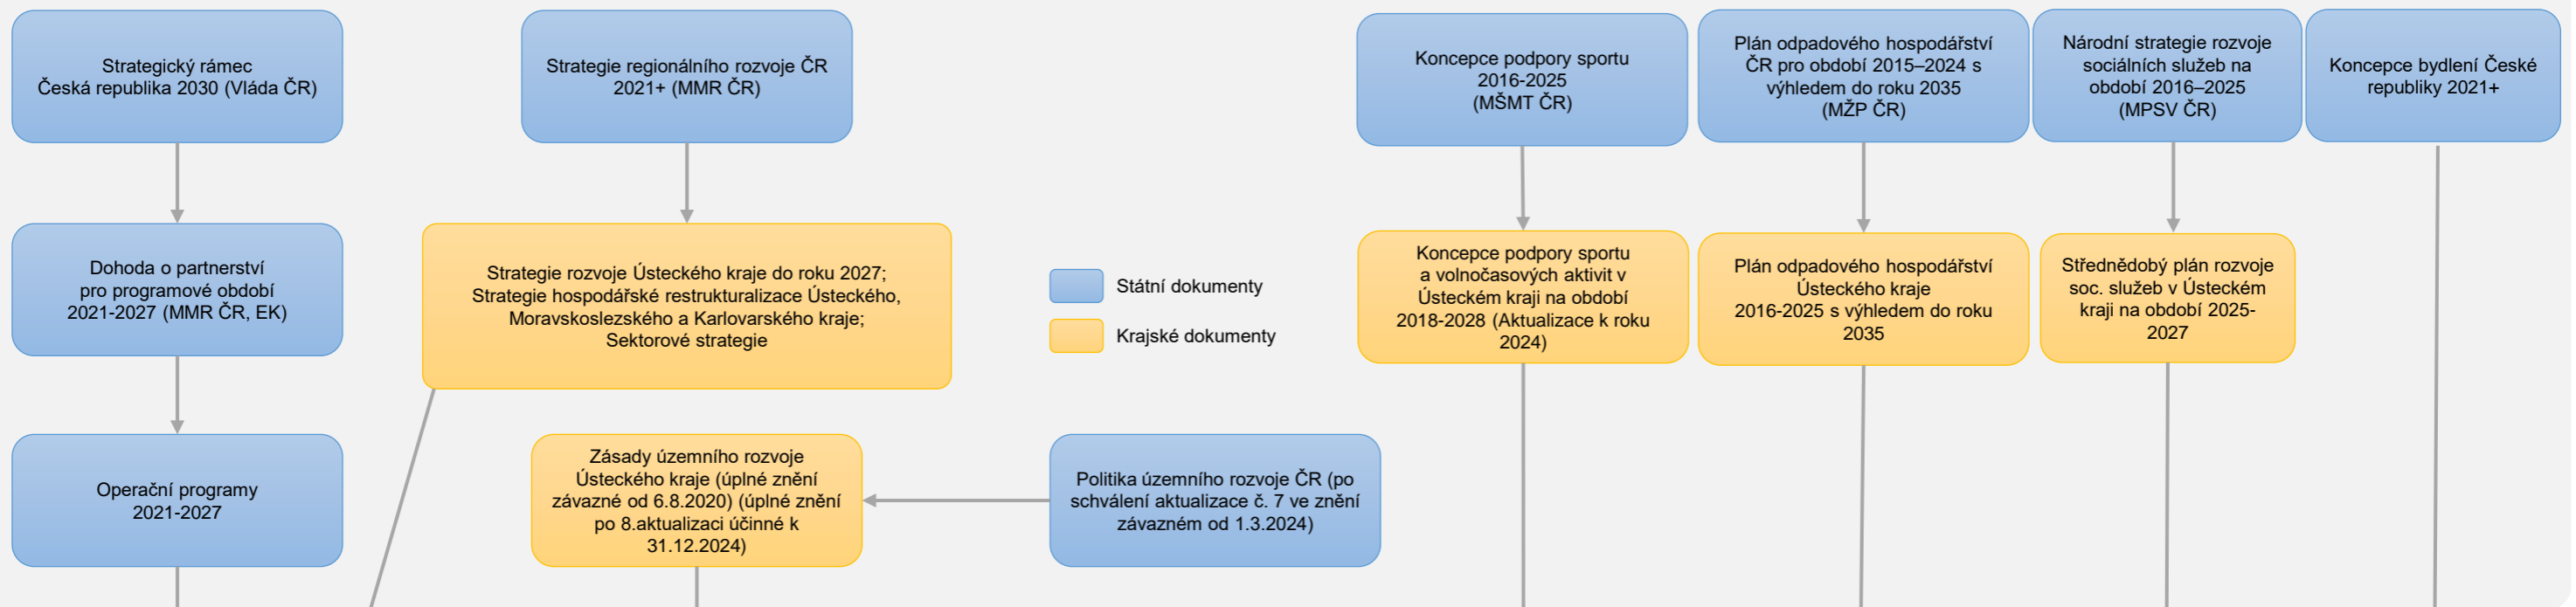 Strategický rámec
Česká republika 2030 (Vláda ČR)
Strategie regionálního rozvoje ČR
2021+ (MMR ČR)
Koncepce podpory sportu
2016-2025
(MŠMT ČR)
Plán odpadového hospodářství
ČR pro období 2015–2024 s
výhledem do roku 2035
(MŽP ČR)
Národní strategie rozvoje
sociálních služeb na
období 2016–2025
(MPSV ČR)
Koncepce bydlení České
republiky 2021+
Dohoda o partnerství
pro programové období
2021-2027 (MMR ČR, EK)
Strategie rozvoje Ústeckého kraje do roku 2027;
Strategie hospodářské restrukturalizace Ústeckého,
Moravskoslezského a Karlovarského kraje;
Sektorové strategie
Státní dokumenty
Krajské dokumenty
Koncepce podpory sportu
a volnočasových aktivit v
Ústeckém kraji na období
2018-2028 (Aktualizace k roku
2024)
Plán odpadového hospodářství
Ústeckého kraje
2016-2025 s výhledem do roku
2035
Střednědobý plán rozvoje
soc. služeb v Ústeckém
kraji na období 2025-
2027
Operační programy
2021-2027
Zásady územního rozvoje
Ústeckého kraje (úplné znění
závazné od 6.8.2020) (úplné znění
po 8.aktualizaci účinné k
31.12.2024)
Politika územního rozvoje ČR (po
schválení aktualizace č. 7 ve znění
závazném od 1.3.2024)